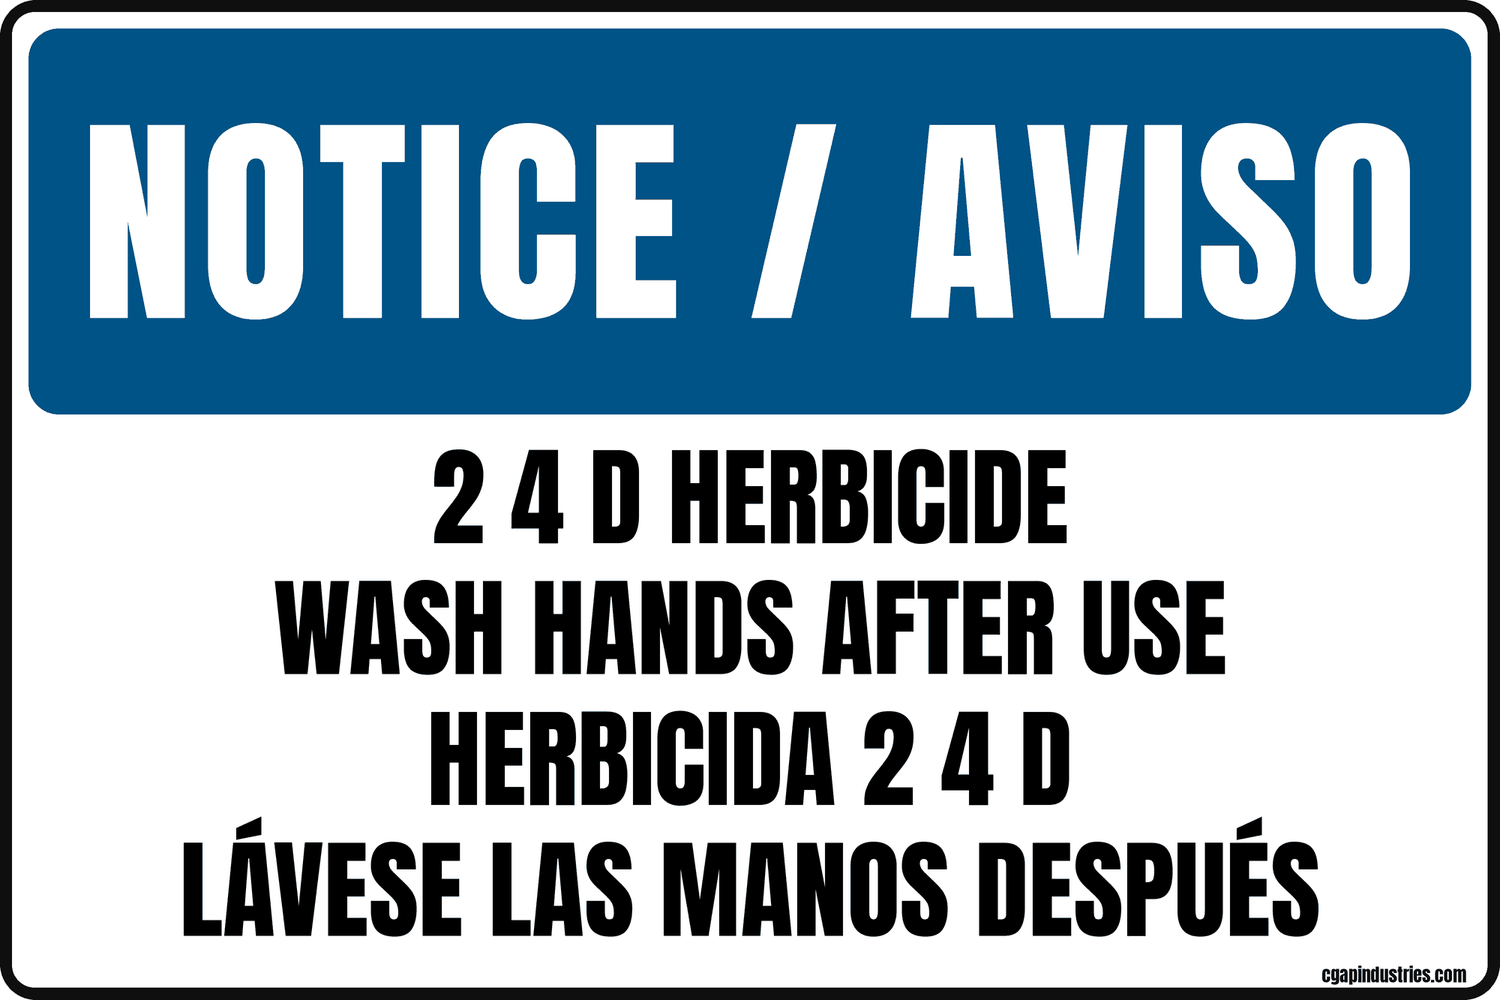 NOTICE / AVISO
2 4 D HERBICIDE
WASH HANDS AFTER USE
HERBICIDA 2 4 D
LÁVESE LAS MANOS DESPUÉS
cgapindustries.com